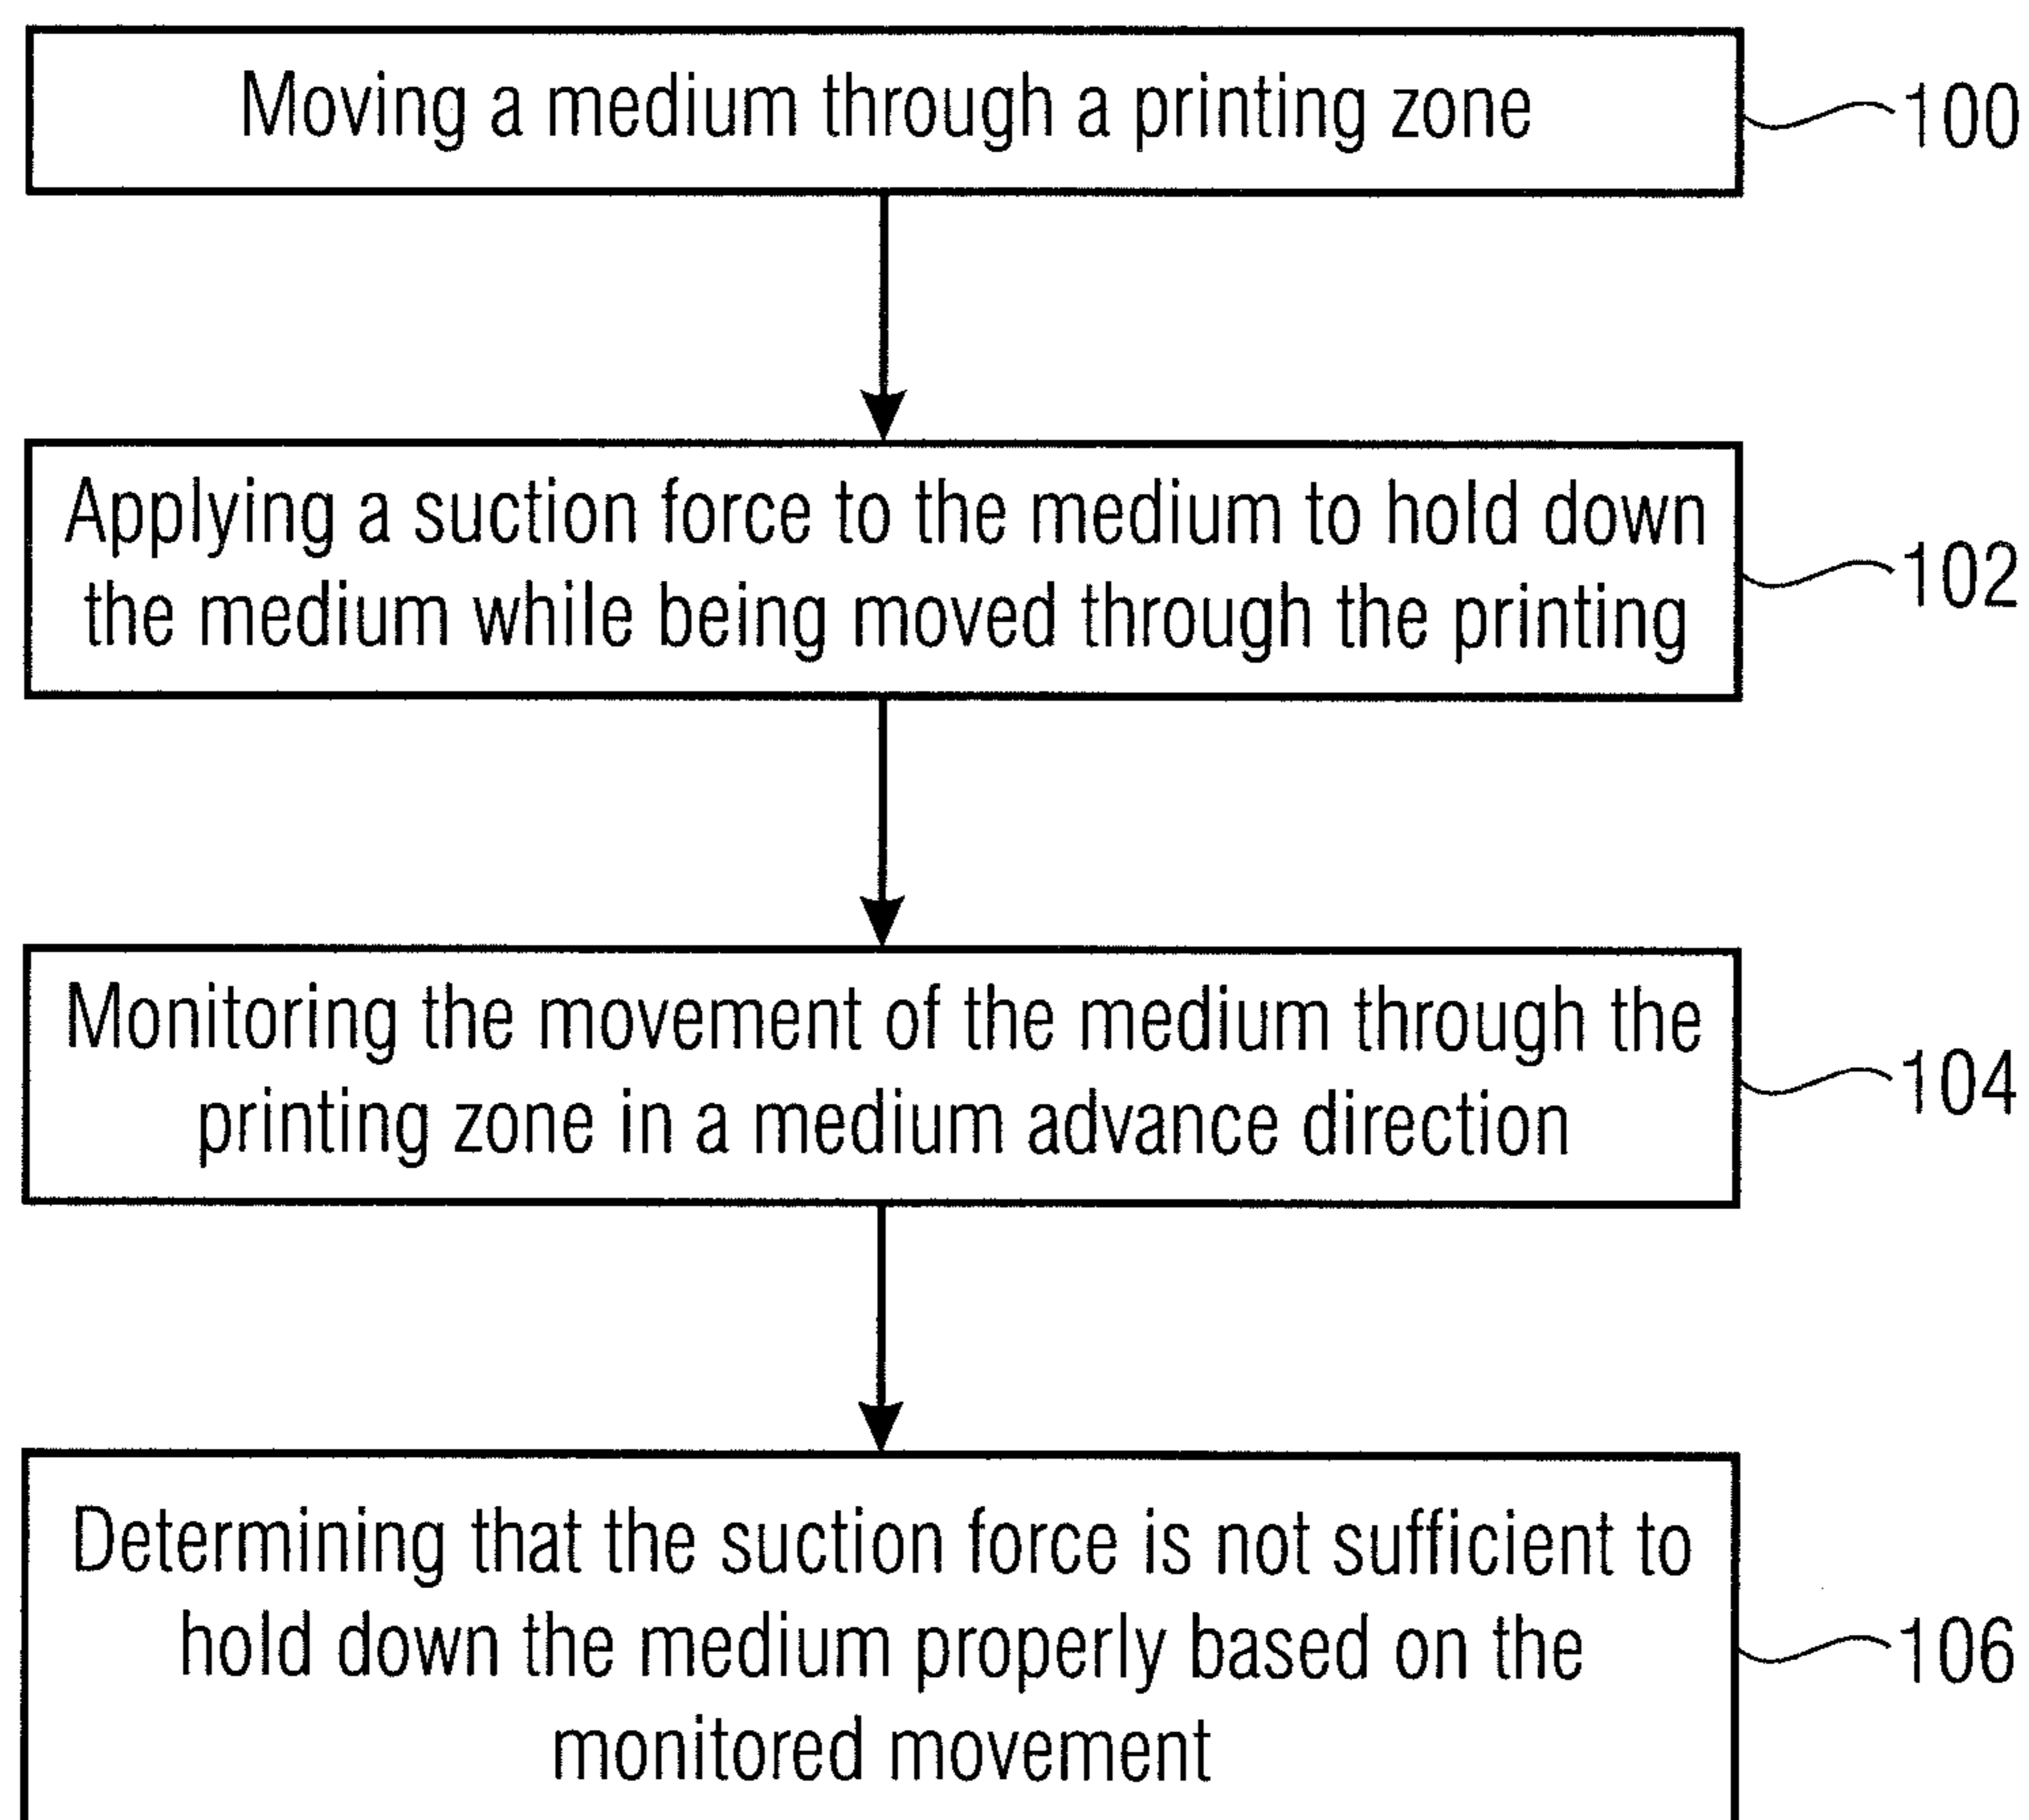 Moving a medium through a printing zone
100
Applying a suction force to the medium to hold down
the medium while being moved through the printing
102
Monitoring the movement of the medium through the
printing zone in a medium advance direction
104
Determining that the suction force is not sufficient to
hold down the medium properly based on the
monitored movement
106